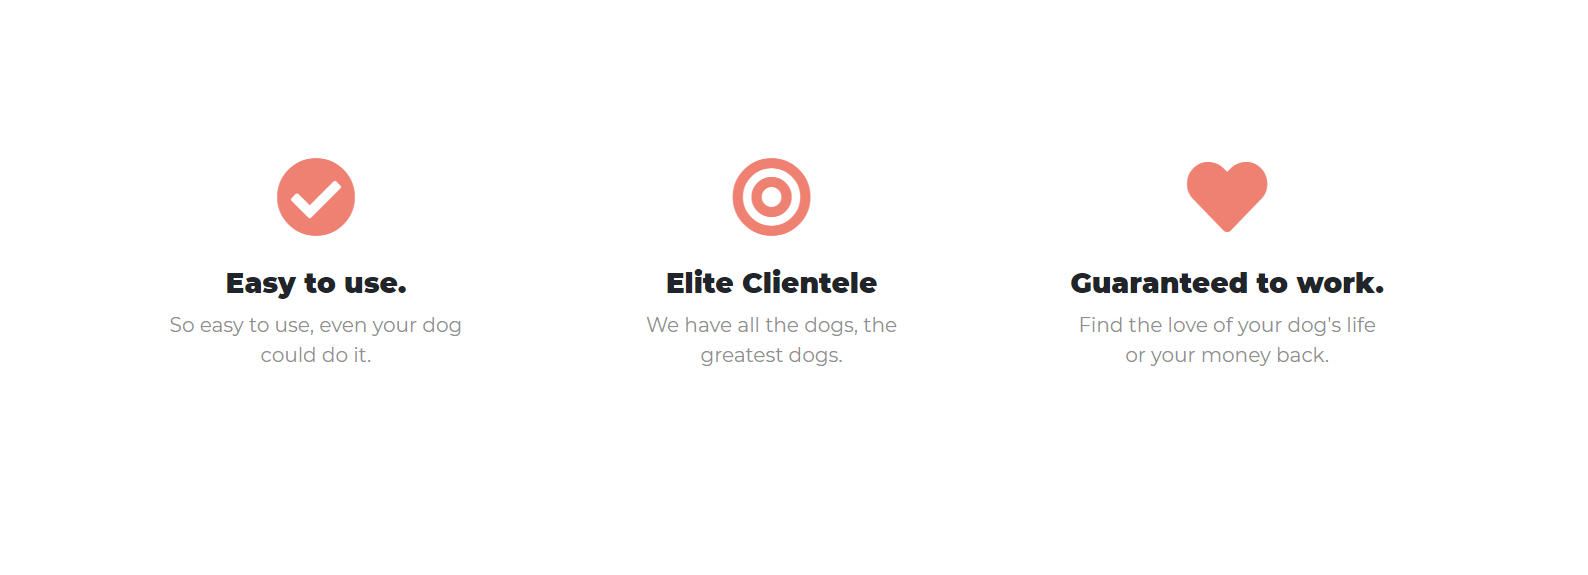 Easy to use.
So easy to use, even your dog
could do it.
Elite Clientele
We have all the dogs, the
greatest dogs.
Guaranteed to work.
Find the love of your dog's life
or your money back.